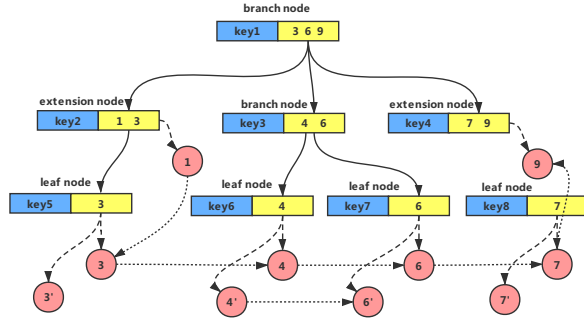 branch node
key1 3 6 9
extension node branch node extension node
key2 1 3 key3 4 6 key4 7 9
1 9
leaf node leaf node leaf node leaf node
key5 3 key6 4 key7 6 key8 7
3 4 6 7
3' 4' 6' 7'